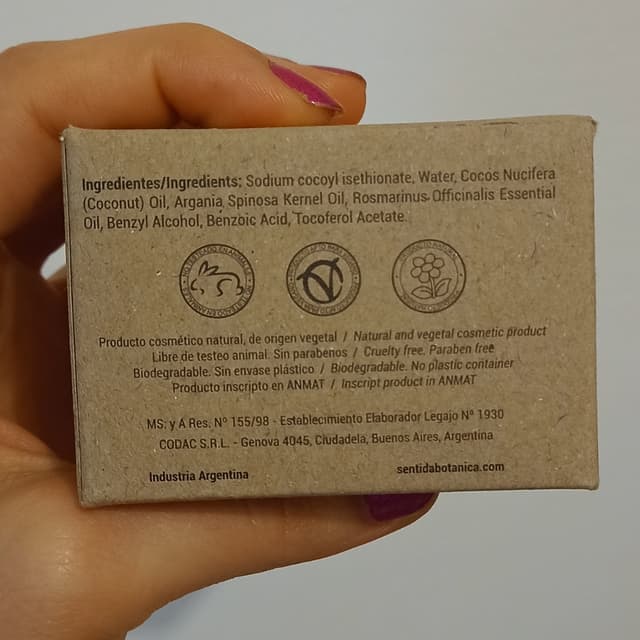 Ingredientes/Ingredients: Sodium cocoyl isethionate, Water, Cocos Nucifera
(Coconut) Oil, Argania Spinosa Kernel Oil, Rosmarinus Officinalis Essential
Oil, Benzyl Alcohol, Benzoic Acid, Tocoferol Acetate.
NO TESTEADO EN ANIMALES
Producto cosmético natural, de origen vegetal / Natural and vegetal cosmetic product
Libre de testeo animal. Sin parabenos / Cruelty free. Paraben free
Biodegradable. Sin envase plástico / Biodegradable. No plastic container
Producto inscripto en ANMAT / Inscript product in ANMAT
MS. y A Res. Nº 155/98 - Establecimiento Elaborador Legajo Nº 1930
CODAC S.R.L. - Genova 4045, Ciudadela, Buenos Aires, Argentina
Industria Argentina
sentidabotanica.com